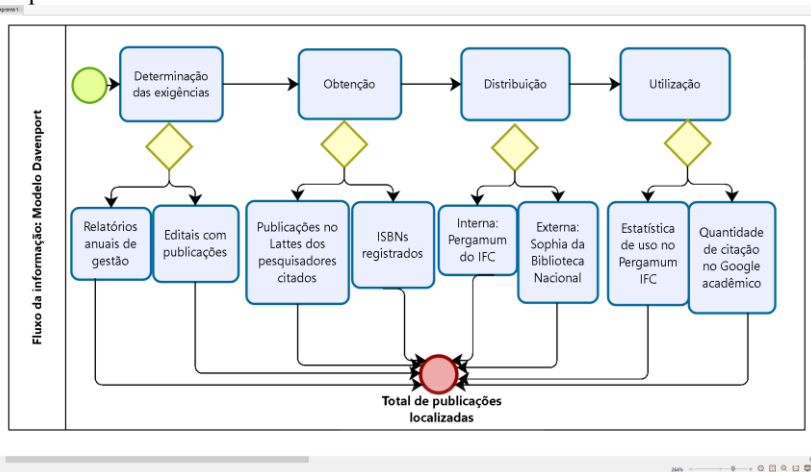 Fluxo da informação: Modelo Davenport
Determinação
das exigências
Obtenção
Distribuição
Utilização
Relatórios
anuais de
gestão
Editais com
publicações
Publicações no
Lattes dos
pesquisadores
citados
ISBNs
registrados
Interna:
Pergamum
do IFC
Externa:
Sophia da
Biblioteca
Nacional
Estatística
de uso no
Pergamum
IFC
Quantidade
de citação
no Google
acadêmico
Total de publicações
localizadas